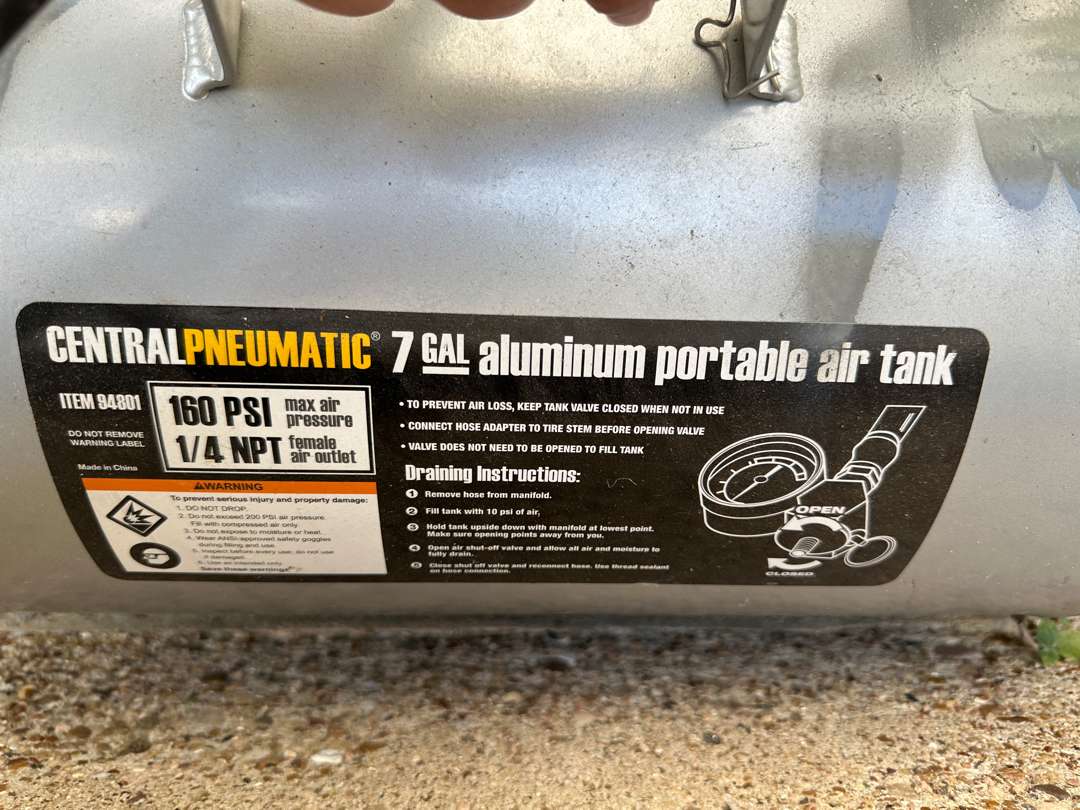 CENTRALPNEUMATIC® 7 GAL aluminum portable air tank
ITEM 94801
DO NOT REMOVE
WARNING LABEL
Made in China
160 PSI max air pressure
1/4 NPT female air outlet
• TO PREVENT AIR LOSS, KEEP TANK VALVE CLOSED WHEN NOT IN USE
• CONNECT HOSE ADAPTER TO TIRE STEM BEFORE OPENING VALVE
• VALVE DOES NOT NEED TO BE OPENED TO FILL TANK
⚠WARNING
To prevent serious injury and property damage:
1. DO NOT DROP.
2. Do not exceed 200 PSI air pressure.
Fill with compressed air only.
3. Do not expose to moisture or heat.
4. Wear ANSI-approved safety goggles
during filling and use.
5. Inspect before every use; do not use
if damaged.
6. Use as intended only.
Save these warnings!
Draining Instructions:
1 Remove hose from manifold.
2 Fill tank with 10 psi of air,
3 Hold tank upside down with manifold at lowest point.
Make sure opening points away from you.
4 Open air shut-off valve and allow all air and moisture to
fully drain.
5 Close shut off valve and reconnect hose. Use thread sealant
on hose connection.
OPEN
CLOSED